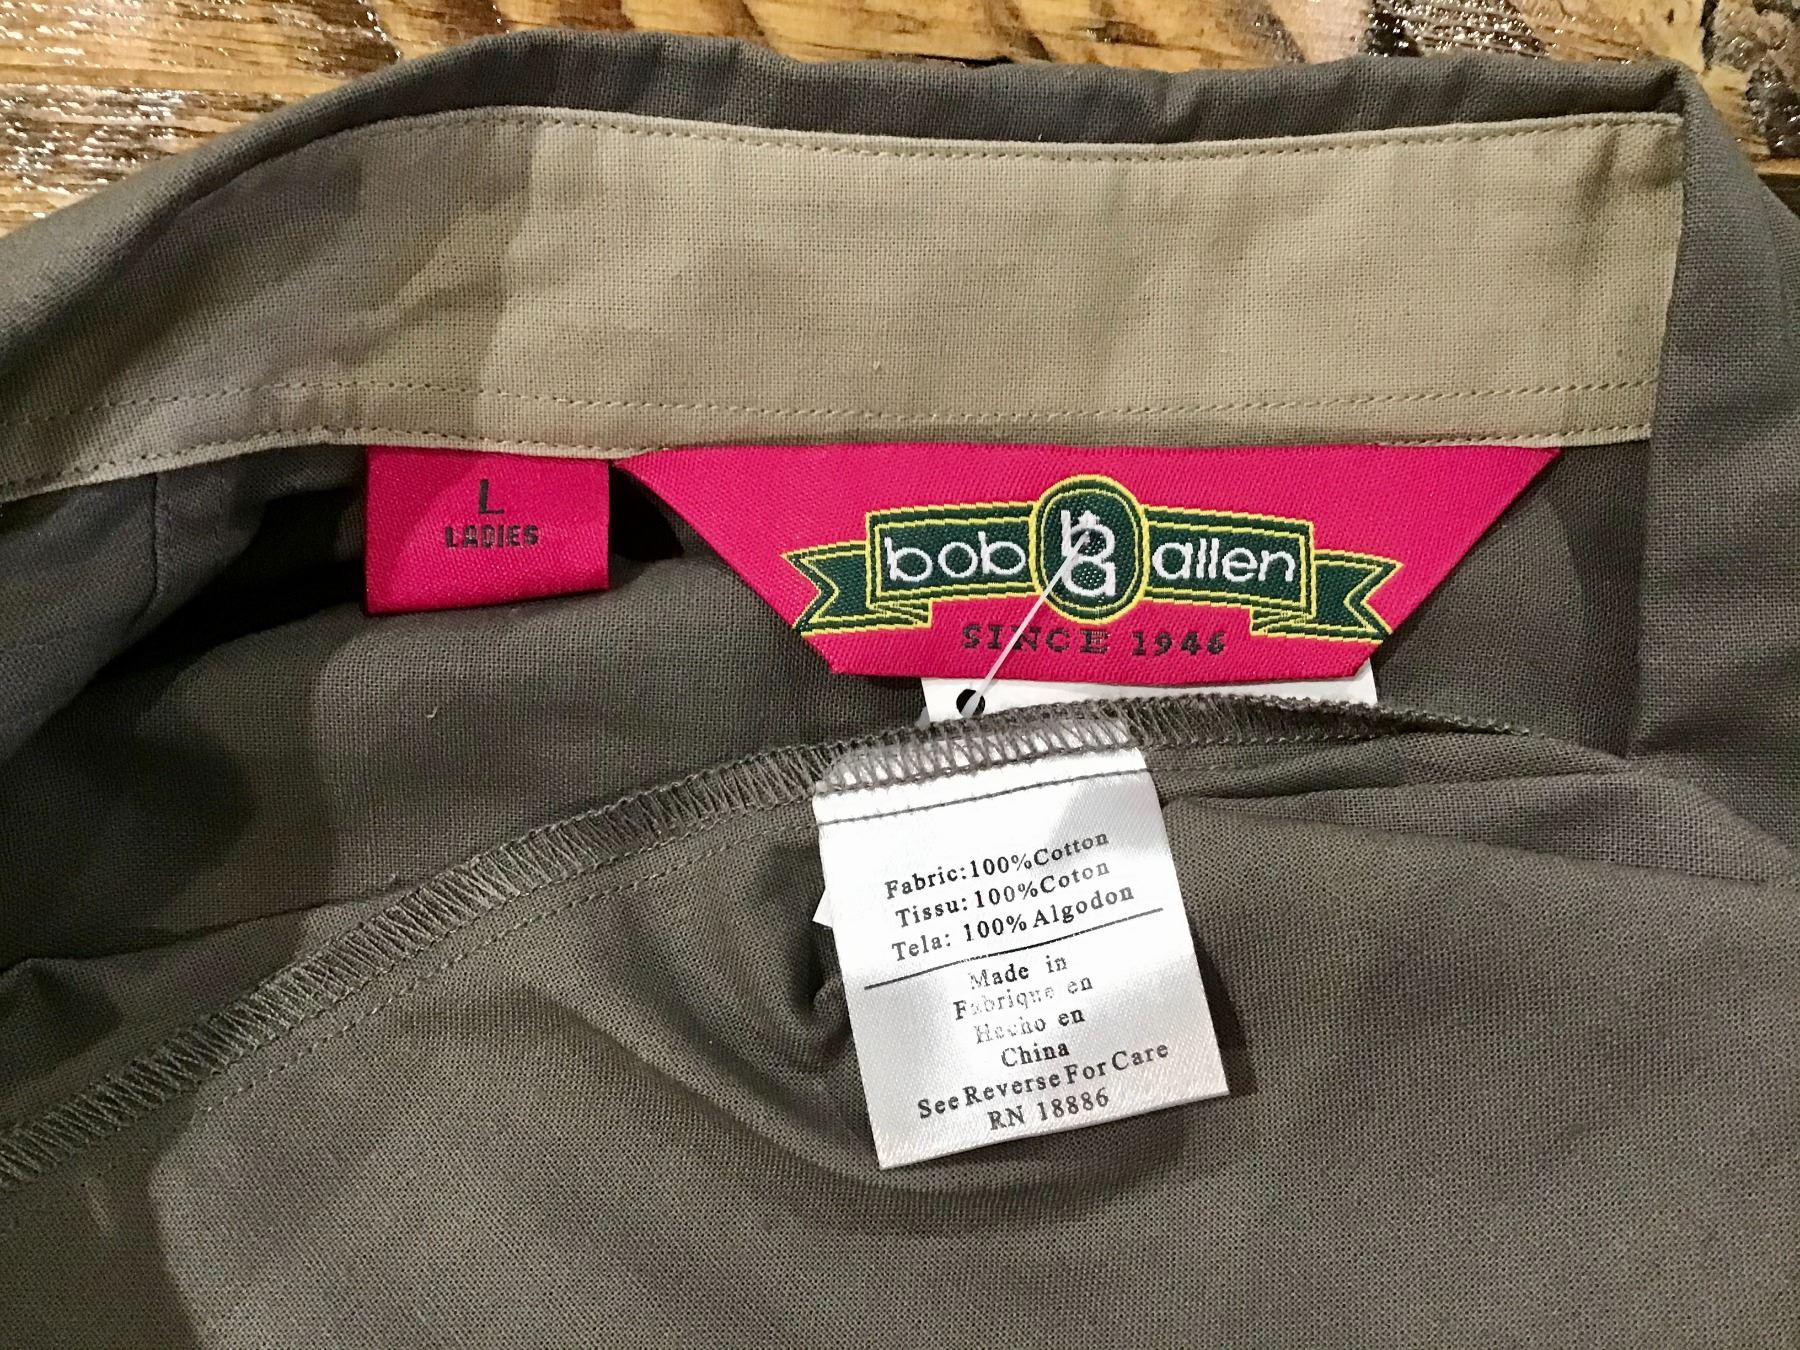 L
LADIES
bob ba allen
SINCE 1946
Fabric:100%Cotton
Tissu: 100%Coton
Tela: 100% Algodon
Made in
Fabrique en
Hecho en
China
See Reverse For Care
RN 18886